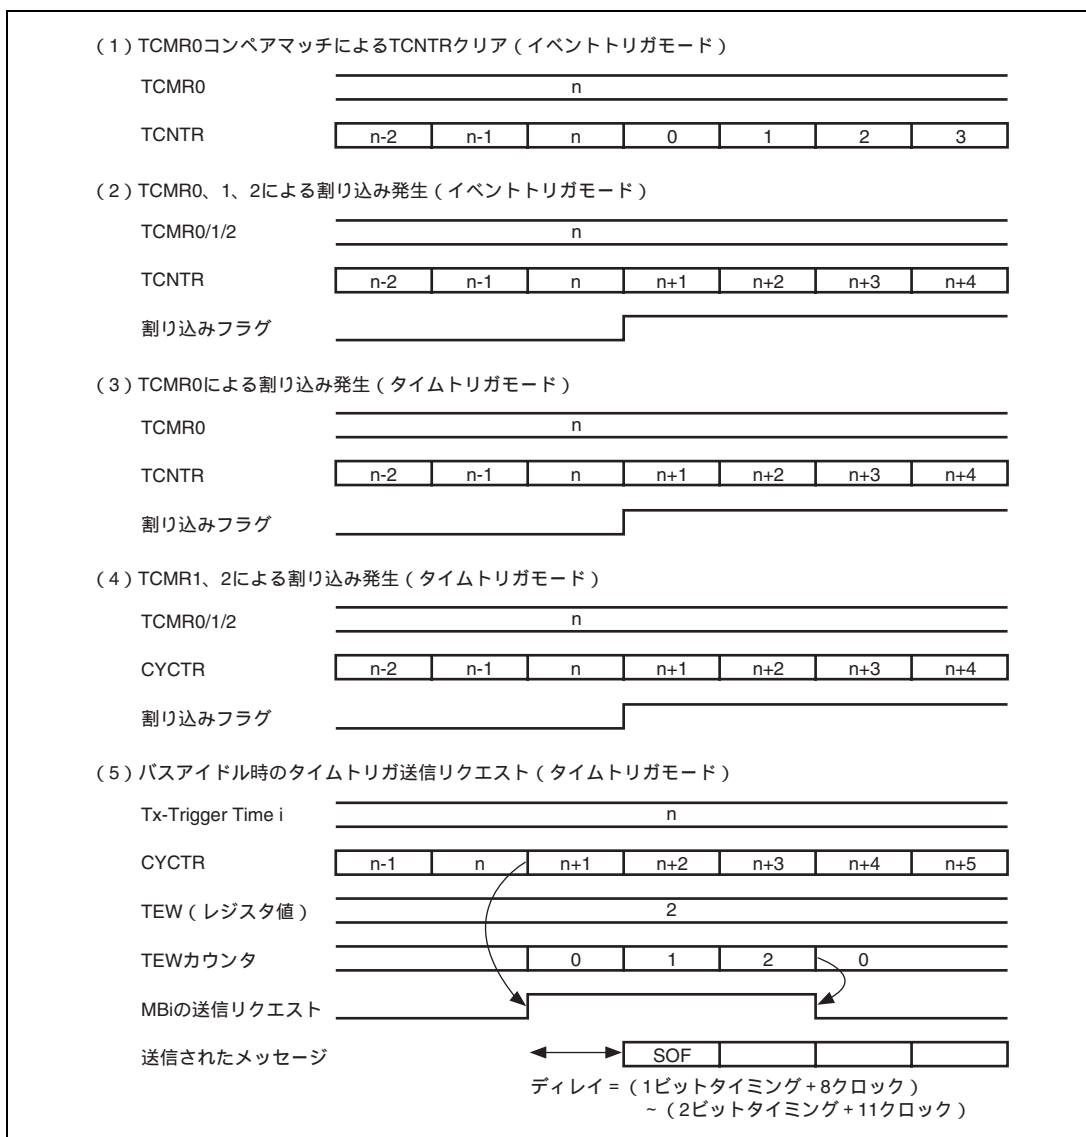 (1)TCMR0コンペアマッチによるTCNTRクリア(イベントトリガモード)
TCMR0 n
TCNTR n-2 n-1 n 0 1 2 3
(2)TCMR0、1、2による割り込み発生(イベントトリガモード)
TCMR0/1/2 n
TCNTR n-2 n-1 n n+1 n+2 n+3 n+4
割り込みフラグ
(3)TCMR0による割り込み発生(タイムトリガモード)
TCMR0 n
TCNTR n-2 n-1 n n+1 n+2 n+3 n+4
割り込みフラグ
(4)TCMR1、2による割り込み発生(タイムトリガモード)
TCMR0/1/2 n
CYCTR n-2 n-1 n n+1 n+2 n+3 n+4
割り込みフラグ
(5)バスアイドル時のタイムトリガ送信リクエスト(タイムトリガモード)
Tx-Trigger Time i n
CYCTR n-1 n n+1 n+2 n+3 n+4 n+5
TEW(レジスタ値) 2
TEWカウンタ 0 1 2 0
MBiの送信リクエスト
送信されたメッセージ SOF
ディレイ=(1ビットタイミング+8クロック)
~(2ビットタイミング+11クロック)